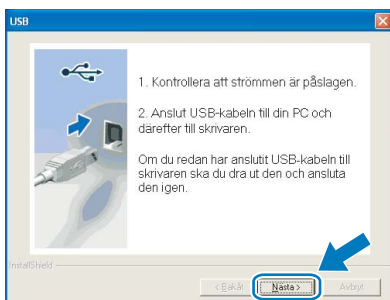 USB
1. Kontrollera att strömmen är påslagen.
2. Anslut USB-kabeln till din PC och
därefter till skrivaren.
Om du redan har anslutit USB-kabeln till
skrivaren ska du dra ut den och ansluta
den igen.
InstallShield
< Bakåt Nästa > Avbryt